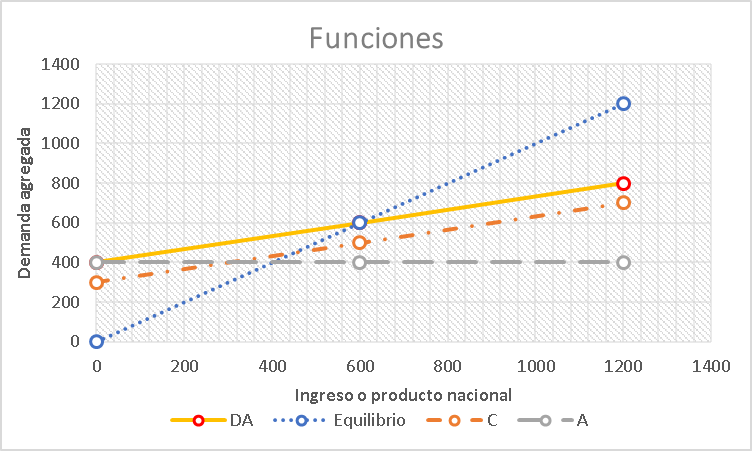 Funciones
1400
1200
1000
800
600
400
200
0
Demanda agregada
0 200 400 600 800 1000 1200 1400
Ingreso o producto nacional
DA Equilibrio C A